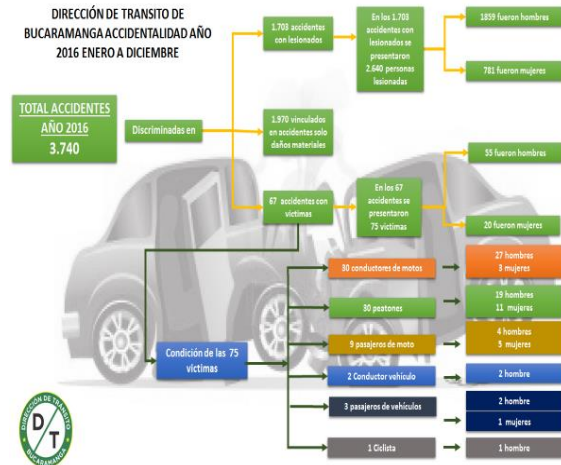 DIRECCIÓN DE TRANSITO DE
BUCARAMANGA ACCIDENTALIDAD AÑO
2016 ENERO A DICIEMBRE
TOTAL ACCIDENTES
AÑO 2016
3.740
Discriminadas en
1.703 accidentes
con lesionados
En los 1.703
accidentes con
lesionados se
presentaron
2.640 personas
lesionadas
1859 fueron hombres
781 fueron mujeres
1.970 vinculados
en accidentes solo
daños materiales
67 accidentes con
victimas
En los 67
accidentes se
presentaron
75 victimas
55 fueron hombres
20 fueron mujeres
Condición de las 75
victimas
30 conductores de motos
27 hombres
3 mujeres
30 peatones
19 hombres
11 mujeres
9 pasajeros de moto
4 hombres
5 mujeres
2 Conductor vehículo
2 hombre
3 pasajeros de vehículos
2 hombre
1 mujeres
1 Ciclista
1 hombre
DIRECCIÓN DE TRANSITO
D/T
BUCARAMANGA